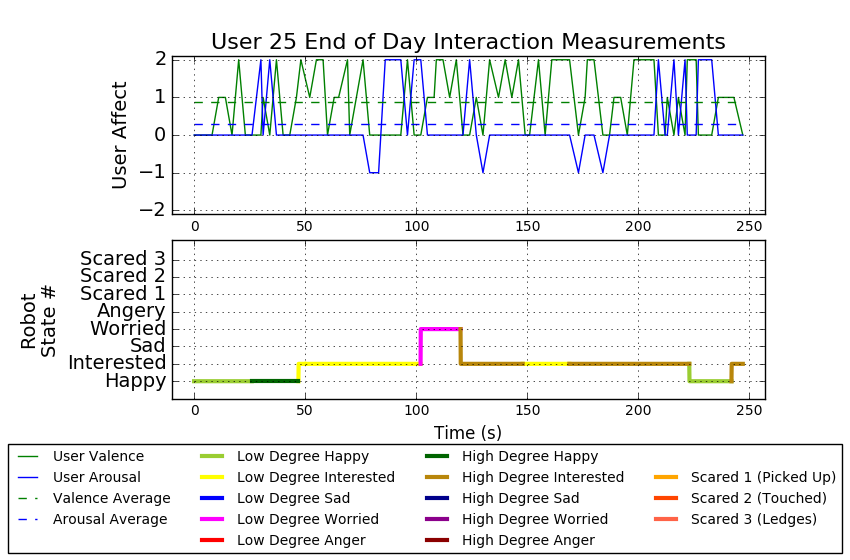 User 25 End of Day Interaction Measurements
User Affect
2
1
0
−1
−2
0 50 100 150 200 250
Robot
State #
Scared 3
Scared 2
Scared 1
Angery
Worried
Sad
Interested
Happy
0 50 100 150 200 250
Time (s)
User Valence Low Degree Happy High Degree Happy
User Arousal Low Degree Interested High Degree Interested Scared 1 (Picked Up)
Valence Average Low Degree Sad High Degree Sad Scared 2 (Touched)
Arousal Average Low Degree Worried High Degree Worried Scared 3 (Ledges)
Low Degree Anger High Degree Anger